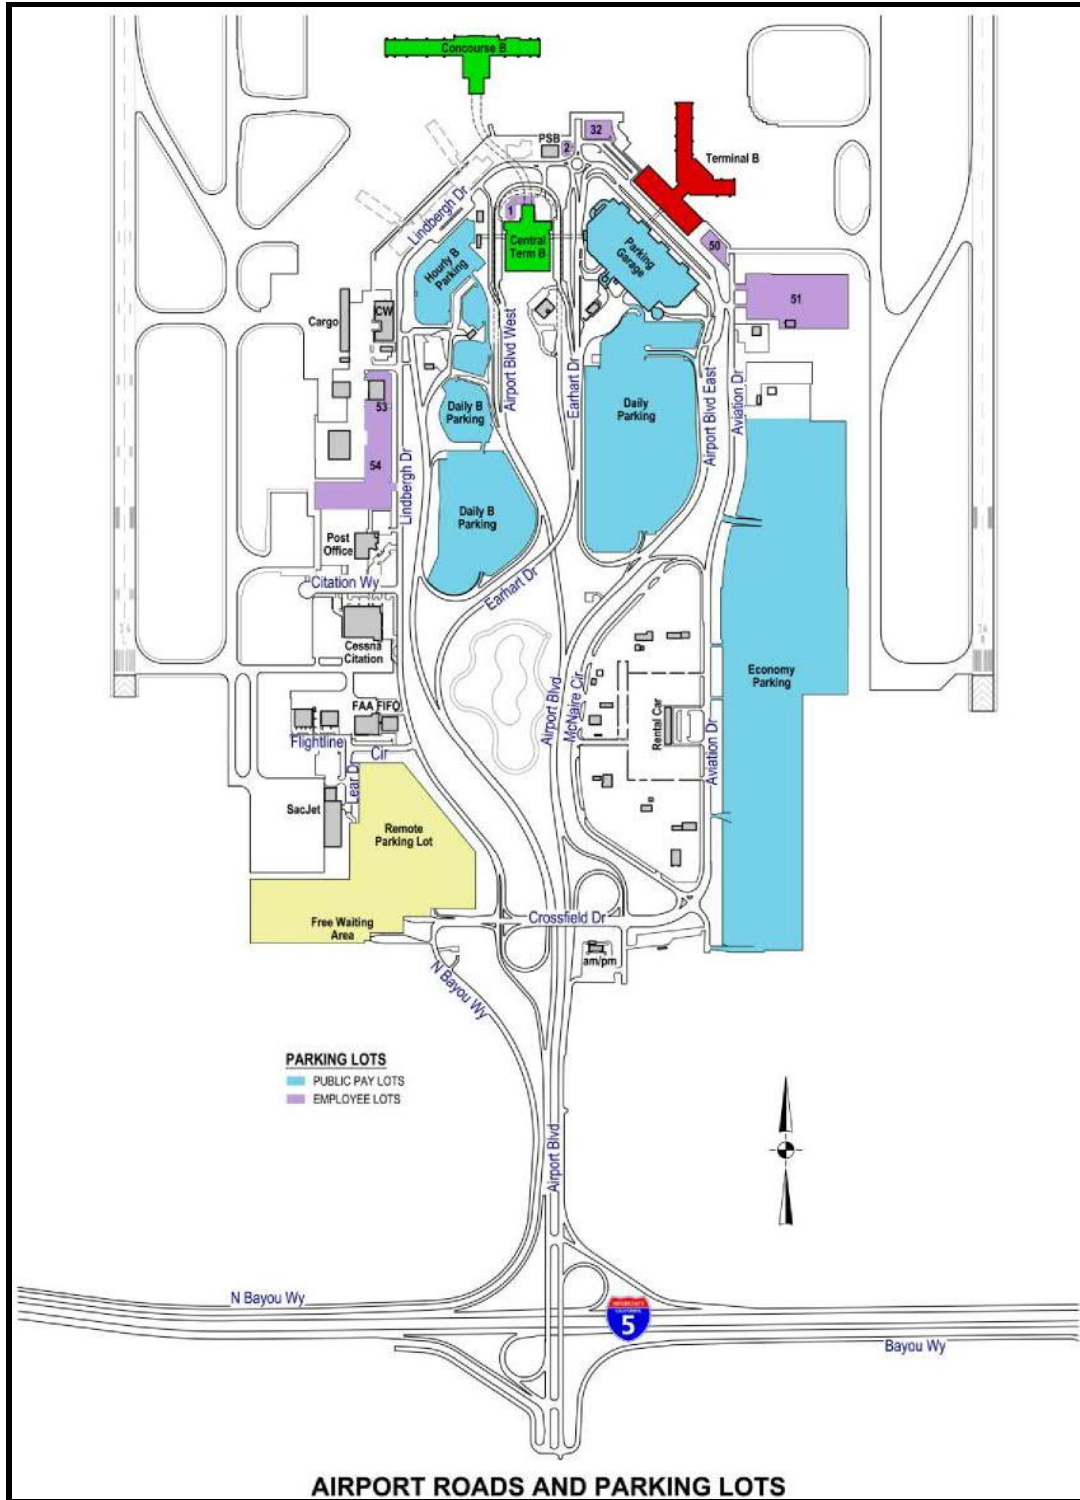 Concourse B
32
PSB
2
Terminal B
Lindbergh Dr
1
Central
Term B
50
Hourly B
Parking
Parking
Garage
51
Cargo
CW
Airport Blvd West
Earhart Dr
Airport Blvd East
Aviation Dr
53
Daily B
Parking
Daily
Parking
54
Lindbergh Dr
Daily B
Parking
Post
Office
Citation Wy
Earhart Dr
Cessna
Citation
Economy
Parking
FAA
FIFO
Airport Blvd
McNaire Cir
Rental Car
Aviation Dr
Flightline
Cir
Lear Dr
SacJet
Remote
Parking Lot
Free Waiting
Area
Crossfield Dr
am/pm
N Bayou Wy
PARKING LOTS
PUBLIC PAY LOTS
EMPLOYEE LOTS
Airport Blvd
N Bayou Wy
INTERSTATE
CALIFORNIA
5
Bayou Wy
AIRPORT ROADS AND PARKING LOTS